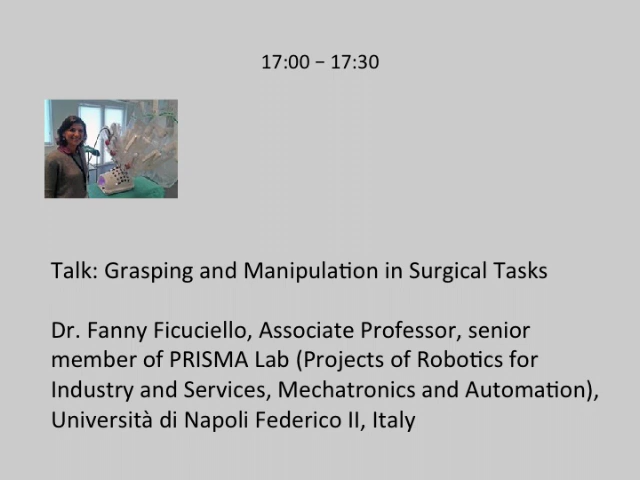 17:00 – 17:30
Talk: Grasping and Manipulation in Surgical Tasks
Dr. Fanny Ficuciello, Associate Professor, senior
member of PRISMA Lab (Projects of Robotics for
Industry and Services, Mechatronics and Automation),
Università di Napoli Federico II, Italy